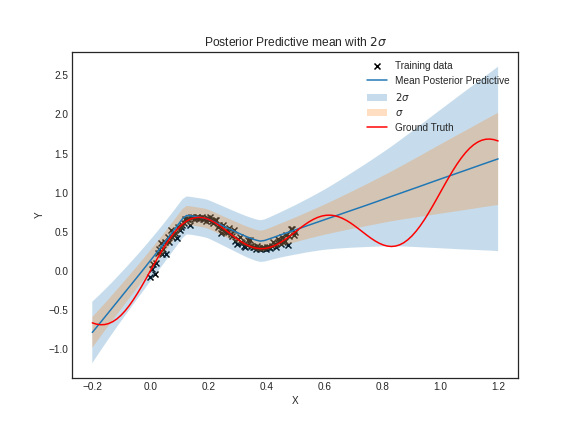 Posterior Predictive mean with 2σ
Training data
Mean Posterior Predictive
2σ
σ
Ground Truth
2.5
2.0
1.5
1.0
0.5
0.0
−0.5
−1.0
Y
−0.2 0.0 0.2 0.4 0.6 0.8 1.0 1.2
X